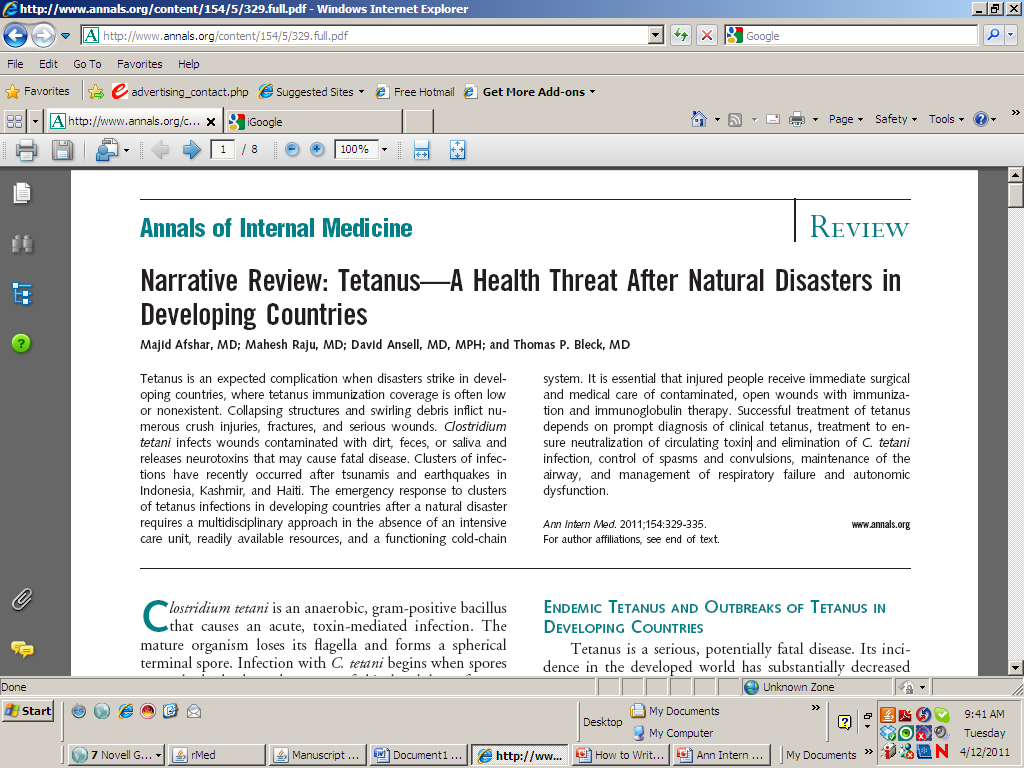 http://www.annals.org/content/154/5/329.full.pdf - Windows Internet Explorer
http://www.annals.org/content/154/5/329.full.pdf
Google
File Edit Go To Favorites Help
Favorites advertising_contact.php Suggested Sites Free Hotmail Get More Add-ons
http://www.annals.org/c... iGoogle Page Safety Tools
1 / 8 100%
Annals of Internal Medicine
REVIEW
Narrative Review: Tetanus—A Health Threat After Natural Disasters in
Developing Countries
Majid Afshar, MD; Mahesh Raju, MD; David Ansell, MD, MPH; and Thomas P. Bleck, MD
Tetanus is an expected complication when disasters strike in devel-
oping countries, where tetanus immunization coverage is often low
or nonexistent. Collapsing structures and swirling debris inflict nu-
merous crush injuries, fractures, and serious wounds. Clostridium
tetani infects wounds contaminated with dirt, feces, or saliva and
releases neurotoxins that may cause fatal disease. Clusters of infec-
tions have recently occurred after tsunamis and earthquakes in
Indonesia, Kashmir, and Haiti. The emergency response to clusters
of tetanus infections in developing countries after a natural disaster
requires a multidisciplinary approach in the absence of an intensive
care unit, readily available resources, and a functioning cold-chain
system. It is essential that injured people receive immediate surgical
and medical care of contaminated, open wounds with immuniza-
tion and immunoglobulin therapy. Successful treatment of tetanus
depends on prompt diagnosis of clinical tetanus, treatment to en-
sure neutralization of circulating toxin and elimination of C. tetani
infection, control of spasms and convulsions, maintenance of the
airway, and management of respiratory failure and autonomic
dysfunction.
Ann Intern Med. 2011;154:329-335. www.annals.org
For author affiliations, see end of text.
Clostridium tetani is an anaerobic, gram-positive bacillus
that causes an acute, toxin-mediated infection. The
mature organism loses its flagella and forms a spherical
terminal spore. Infection with C. tetani begins when spores
ENDEMIC TETANUS AND OUTBREAKS OF TETANUS IN
DEVELOPING COUNTRIES
Tetanus is a serious, potentially fatal disease. Its inci-
dence in the developed world has substantially decreased
Done Unknown Zone
Start Desktop My Documents
My Computer
7 Novell G... rMed Manuscript ... Document1 ... http://ww... How to Writ... Ann Intern ... My Documents
9:41 AM
Tuesday
4/12/2011